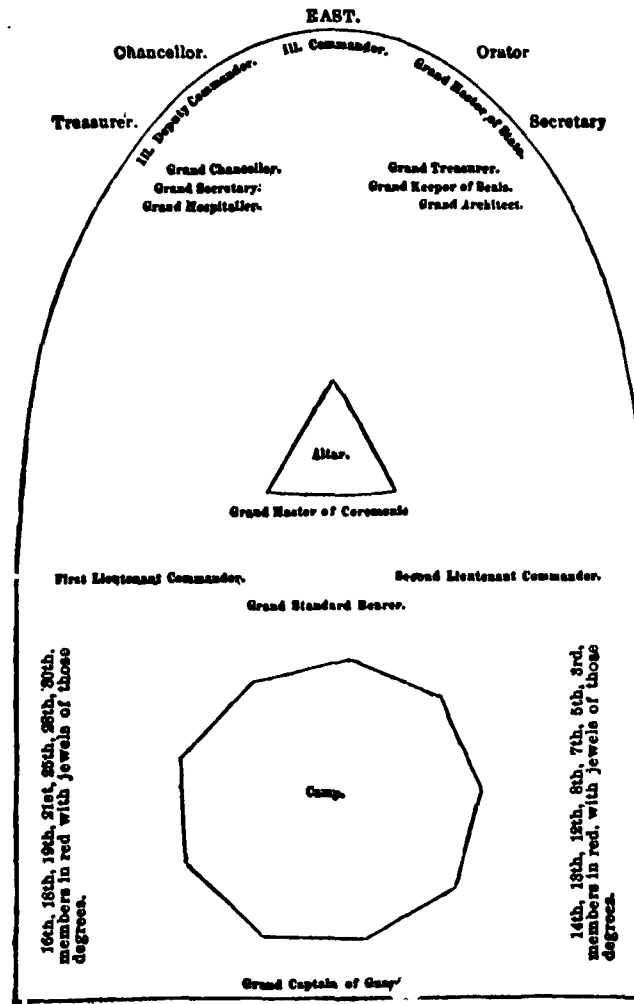 EAST.
Chancellor.
Ill. Commander.
Orator
Treasurer.
Ill. Deputy Commander.
Grand Master of State.
Secretary
Grand Chancellor.
Grand Treasurer.
Grand Secretary.
Grand Keeper of Seals.
Grand Hospitaller.
Grand Architect.
Altar.
Grand Master of Ceremonie
First Lieutenant Commander.
Second Lieutenant Commander.
Grand Standard Bearer.
16th, 18th, 19th, 21st, 25th, 28th, 30th.
members in red with jewels of those
degrees.
Camp.
14th, 13th, 12th, 8th, 7th, 5th, 3rd,
members in red. with jewels of those
degrees.
Grand Captain of Guar